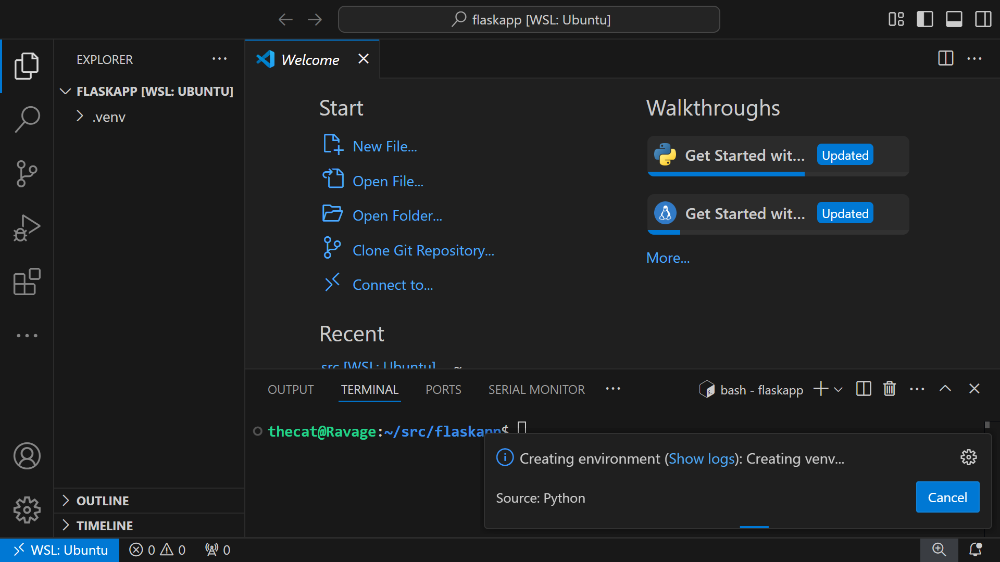 flaskapp [WSL: Ubuntu]
EXPLORER
FLASKAPP [WSL: UBUNTU]
.venv
OUTLINE
TIMELINE
Welcome
Start
New File...
Open File...
Open Folder...
Clone Git Repository...
Connect to...
Recent
src [WSL: Ubuntu] ~
Walkthroughs
Get Started wit... Updated
Get Started wit... Updated
More...
OUTPUT TERMINAL PORTS SERIAL MONITOR
bash - flaskapp
thecat@Ravage:~/src/flaskapp$
Creating environment (Show logs): Creating venv...
Source: Python
Cancel
WSL: Ubuntu 0 0 0